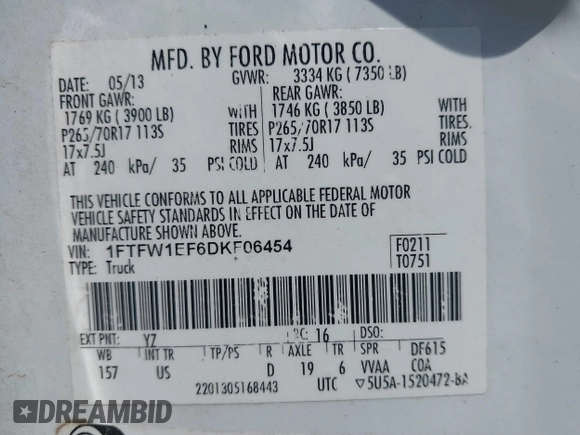 MFD. BY FORD MOTOR CO.
DATE: 05/13 GVWR: 3334 KG ( 7350 LB)
FRONT GAWR: REAR GAWR:
1769 KG ( 3900 LB) WITH 1746 KG ( 3850 LB) WITH
P265/70R17 113S TIRES P265/70R17 113S TIRES.
17x7.5J RIMS 17x7.5J RIMS
AT 240 kPa/ 35 PSI COLD AT 240 kPa/ 35 PSI COLD
THIS VEHICLE CONFORMS TO ALL APPLICABLE FEDERAL MOTOR
VEHICLE SAFETY STANDARDS IN EFFECT ON THE DATE OF
MANUFACTURE SHOWN ABOVE.
VIN: 1FTFW1EF6DKF06454 F0211
TYPE: Truck T0751
EXT PNT: YZ RC: 16 DSO:
WB INT TR TP/PS R AXLE TR SPR DF615
157 US D 19 6 VVAA COA
2201305168443 UTC ▽5U5A-1520472-BA
DREAMBID